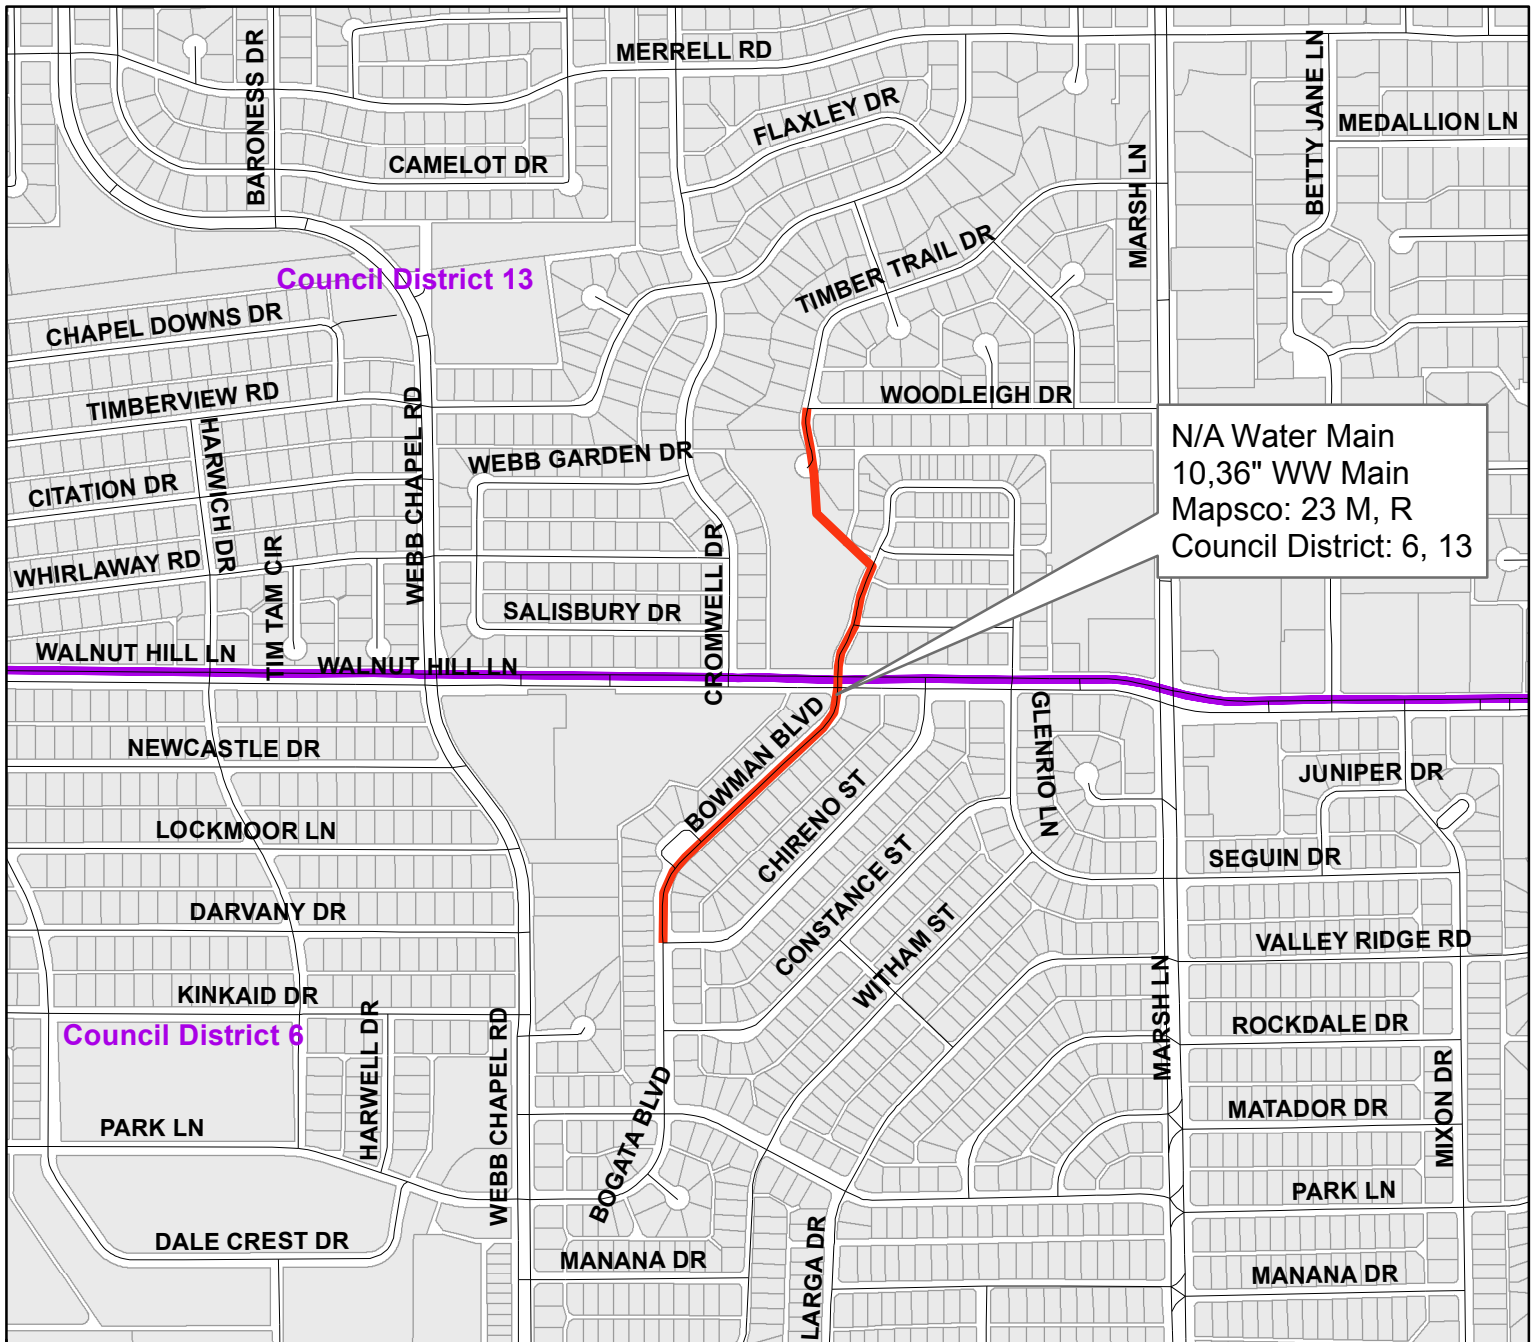 MERRELL RD
BARONESS DR
BETTY JANE LN
FLAXLEY DR
MEDALLION LN
CAMELOT DR
MARSH LN
Council District 13
TIMBER TRAIL DR
CHAPEL DOWNS DR
TIMBERVIEW RD
WEBB CHAPEL RD
WOODLEIGH DR
HARWICH DR
WEBB GARDEN DR
CITATION DR
N/A Water Main
10,36" WW Main
Mapsco: 23 M, R
Council District: 6, 13
WHIRLAWAY RD
TIM TAM CIR
CROMWELL DR
SALISBURY DR
WALNUT HILL LN
WALNUT HILL LN
BOWMAN BLVD
GLENRIO LN
NEWCASTLE DR
JUNIPER DR
LOCKMOOR LN
CHIRENO ST
CONSTANCE ST
SEGUIN DR
DARVANY DR
WITHAM ST
VALLEY RIDGE RD
KINKAID DR
MARSH LN
Council District 6
HARWELL DR
WEBB CHAPEL RD
ROCKDALE DR
BOGATA BLVD
MATADOR DR
MIXON DR
PARK LN
PARK LN
DALE CREST DR
MANANA DR
LARGA DR
MANANA DR